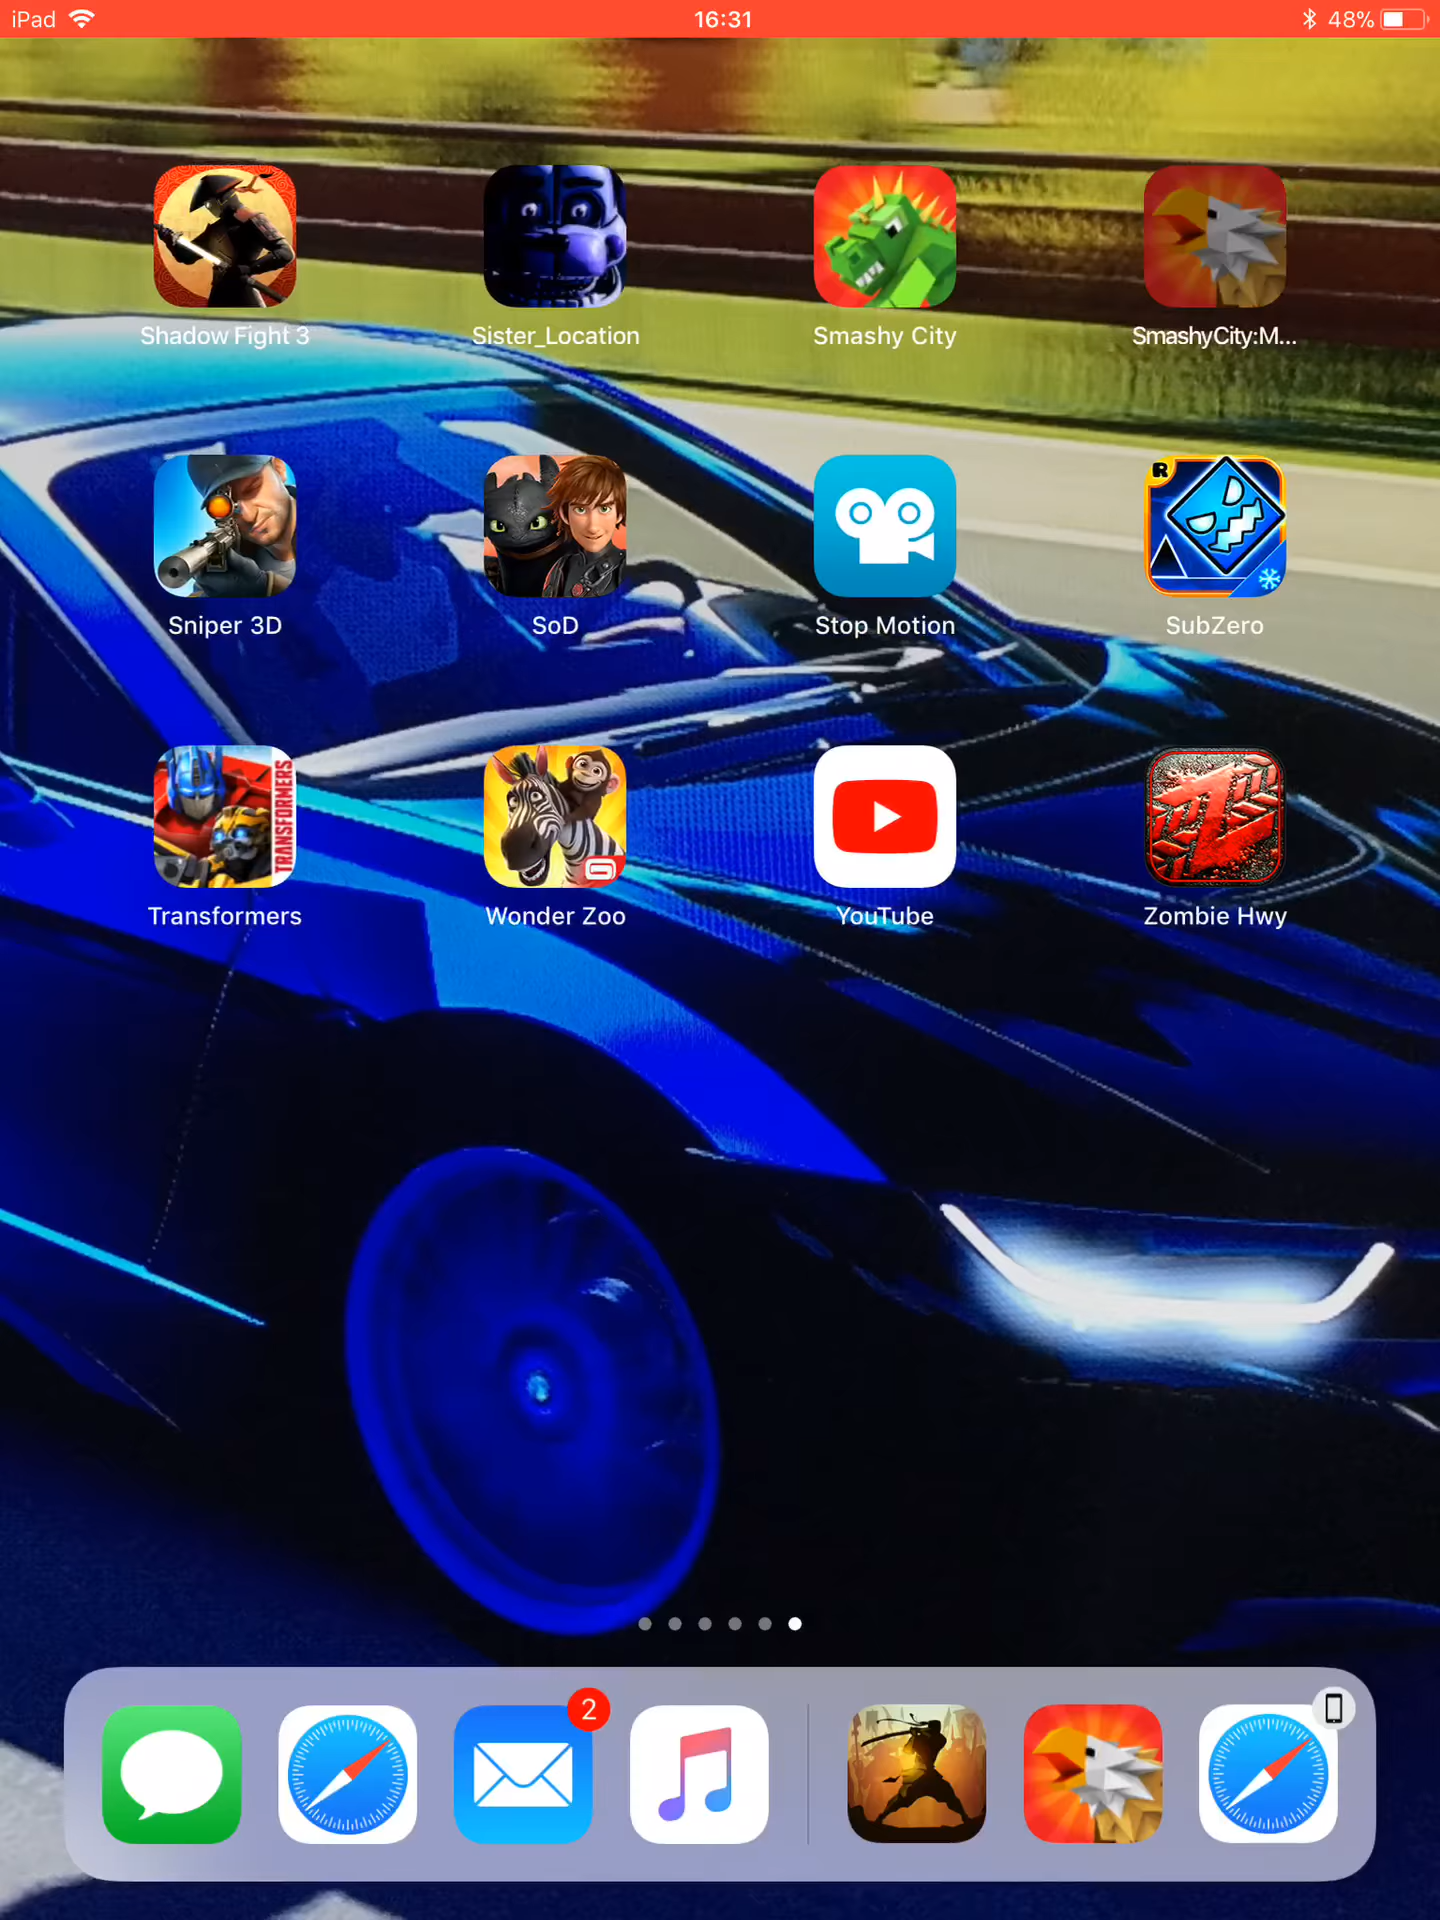 iPad 16:31 48%
Shadow Fight 3 Sister_Location Smashy City SmashyCity:M...
R
Sniper 3D SoD Stop Motion SubZero
TRANSFORMERS
Transformers Wonder Zoo YouTube Zombie Hwy
2